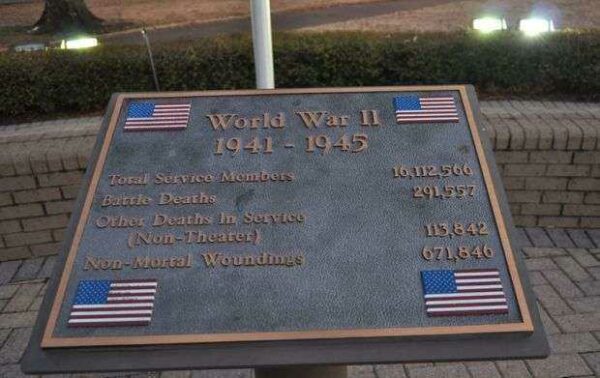 World War II
1941 - 1945
Total Service Members 16,112,566
Battle Deaths 291,557
Other Deaths In Service
(Non-Theater) 113,842
Non-Mortal Woundings 671,846